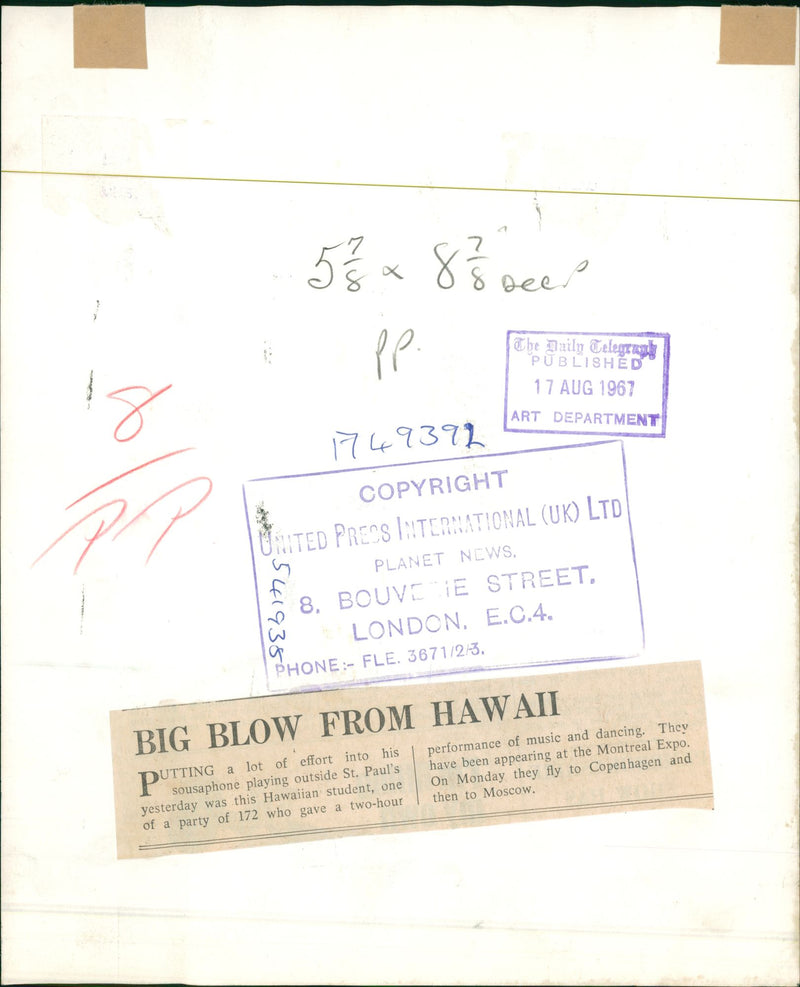 5 7/8 x 8 7/8 Deep
PP.
The Daily Telegraph
PUBLISHED
17 AUG 1967
ART DEPARTMENT
8
PP
1749392
COPYRIGHT
UNITED PRESS INTERNATIONAL (UK) LTD
PLANET NEWS.
8. BOUVERIE STREET.
LONDON. E.C.4.
PHONE:- FLE. 3671/2/3.
541938
BIG BLOW FROM HAWAII
PUTTING a lot of effort into his
sousaphone playing outside St. Paul's
yesterday was this Hawaiian student, one
of a party of 172 who gave a two-hour
performance of music and dancing. They
have been appearing at the Montreal Expo.
On Monday they fly to Copenhagen and
then to Moscow.